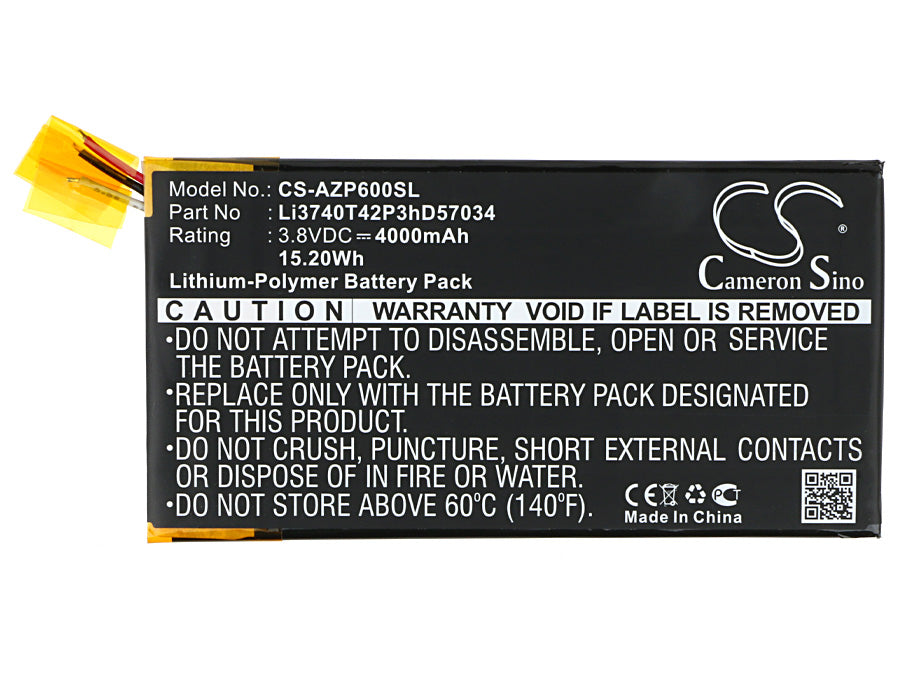 Model No.: CS-AZP600SL
Part No : Li3740T42P3hD57034
Rating : 3.8VDC ⎓ 4000mAh
15.20Wh
Lithium-Polymer Battery Pack
CS ®
Cameron Sino
CAUTION WARRANTY VOID IF LABEL IS REMOVED
•DO NOT ATTEMPT TO DISASSEMBLE, OPEN OR SERVICE
THE BATTERY PACK.
•REPLACE ONLY WITH THE BATTERY PACK DESIGNATED
FOR THIS PRODUCT.
•DO NOT CRUSH, PUNCTURE, SHORT EXTERNAL CONTACTS
OR DISPOSE OF IN FIRE OR WATER.
•DO NOT STORE ABOVE 60°C (140°F).
CE PCT
Made In China